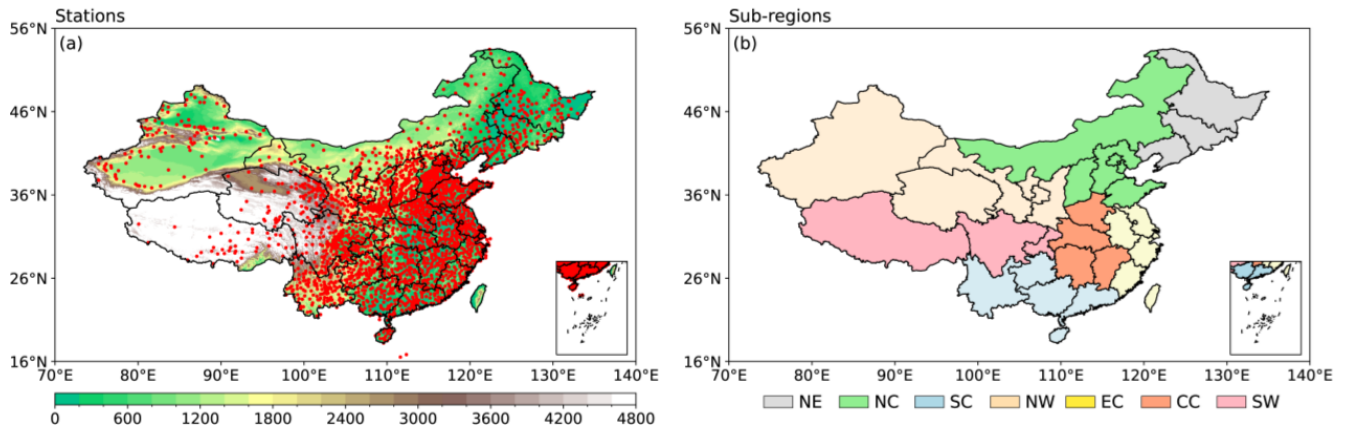 Stations
Sub-regions
56°N
(a)
46°N
36°N
26°N
16°N
70°E 80°E 90°E 100°E 110°E 120°E 130°E 140°E
0 600 1200 1800 2400 3000 3600 4200 4800
56°N
(b)
46°N
36°N
26°N
16°N
70°E 80°E 90°E 100°E 110°E 120°E 130°E 140°E
NE NC SC NW EC CC SW